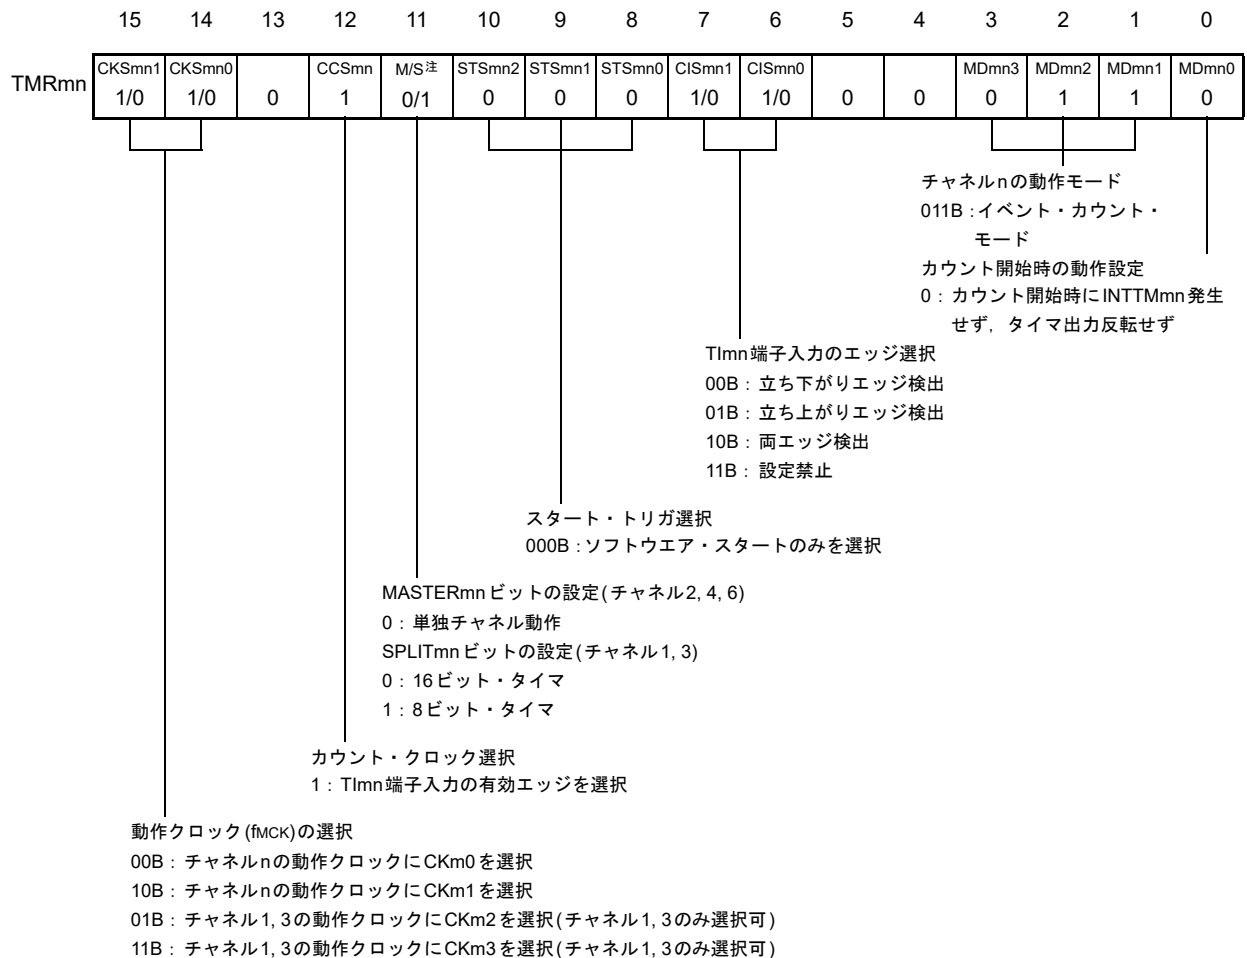 15 14 13 12 11 10 9 8 7 6 5 4 3 2 1 0
TMRmn
CKSmn1 CKSmn0 CCSmn M/S注 STSmn2 STSmn1 STSmn0 CISmn1 CISmn0 MDmn3 MDmn2 MDmn1 MDmn0
1/0 1/0 0 1 0/1 0 0 0 1/0 1/0 0 0 0 1 1 0
チャネルnの動作モード
011B：イベント・カウント・
モード
カウント開始時の動作設定
0：カウント開始時にINTTMmn発生
せず，タイマ出力反転せず
TImn端子入力のエッジ選択
00B：立ち下がりエッジ検出
01B：立ち上がりエッジ検出
10B：両エッジ検出
11B：設定禁止
スタート・トリガ選択
000B：ソフトウエア・スタートのみを選択
MASTERmnビットの設定(チャネル2, 4, 6)
0：単独チャネル動作
SPLITmnビットの設定(チャネル1, 3)
0：16ビット・タイマ
1：8ビット・タイマ
カウント・クロック選択
1：TImn端子入力の有効エッジを選択
動作クロック(fMCK)の選択
00B：チャネルnの動作クロックにCKm0を選択
10B：チャネルnの動作クロックにCKm1を選択
01B：チャネル1, 3の動作クロックにCKm2を選択(チャネル1, 3のみ選択可)
11B：チャネル1, 3の動作クロックにCKm3を選択(チャネル1, 3のみ選択可)